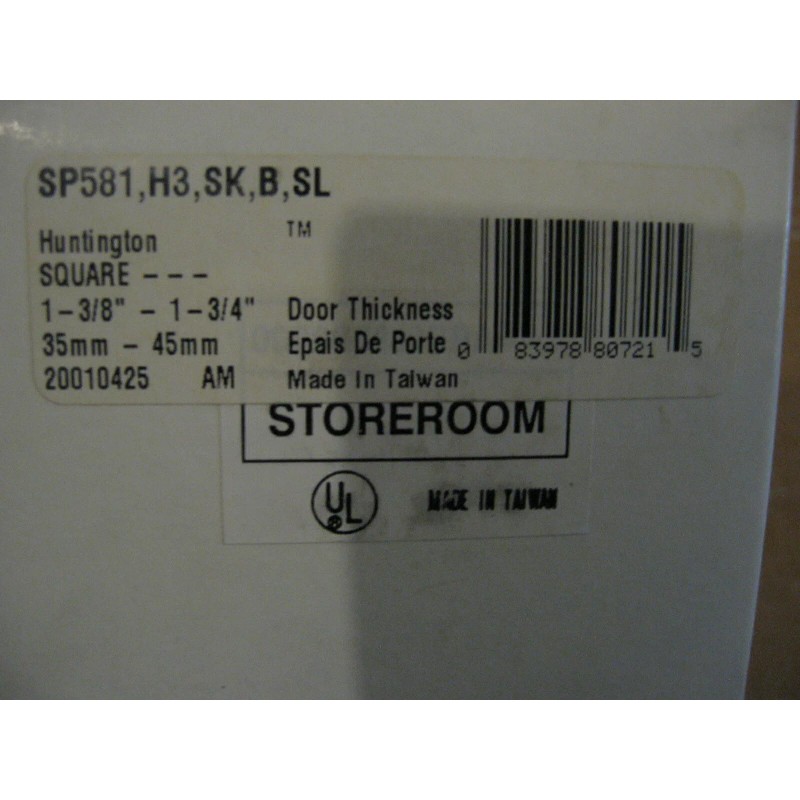 SP581,H3,SK,B,SL
Huntington ™
SQUARE – – –
1-3/8" - 1-3/4" Door Thickness
35mm - 45mm Epais De Porte
20010425 AM Made In Taiwan
0 83978 80721 5
STOREROOM
UL ®
MADE IN TAIWAN